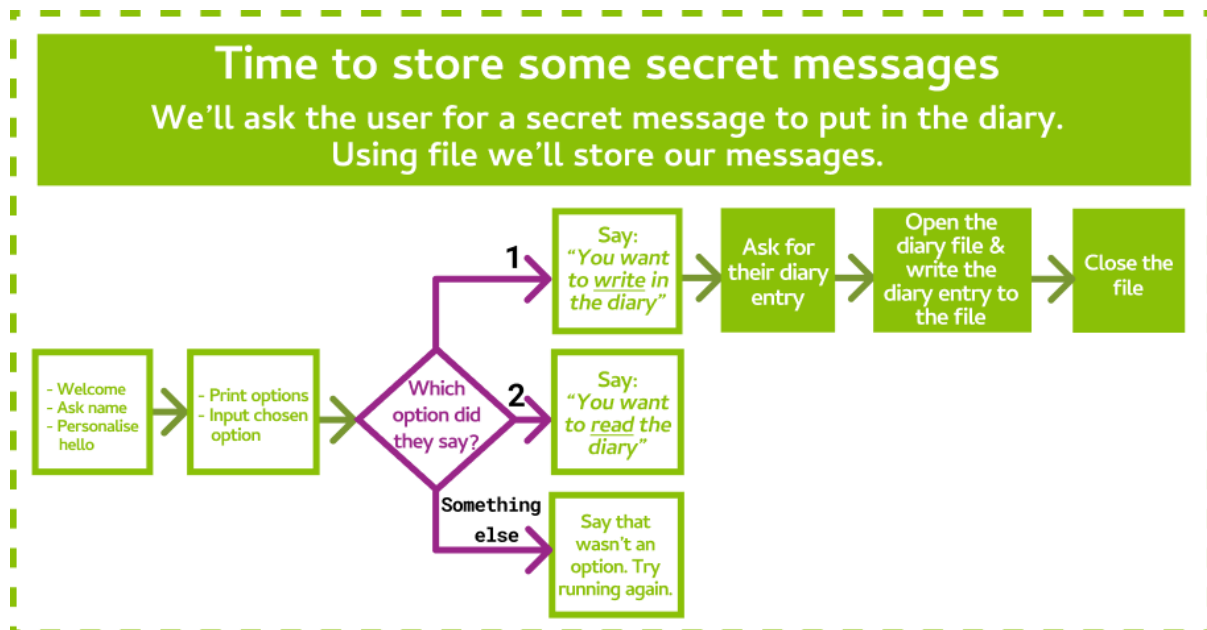 Time to store some secret messages
We'll ask the user for a secret message to put in the diary.
Using file we'll store our messages.
- Welcome
- Ask name
- Personalise
hello
- Print options
- Input chosen
option
Which
option did
they say?
1
Say:
"You want
to write in
the diary"
Ask for
their diary
entry
Open the
diary file &
write the
diary entry to
the file
Close the
file
2
Say:
"You want
to read the
diary"
Something
else
Say that
wasn't an
option. Try
running again.